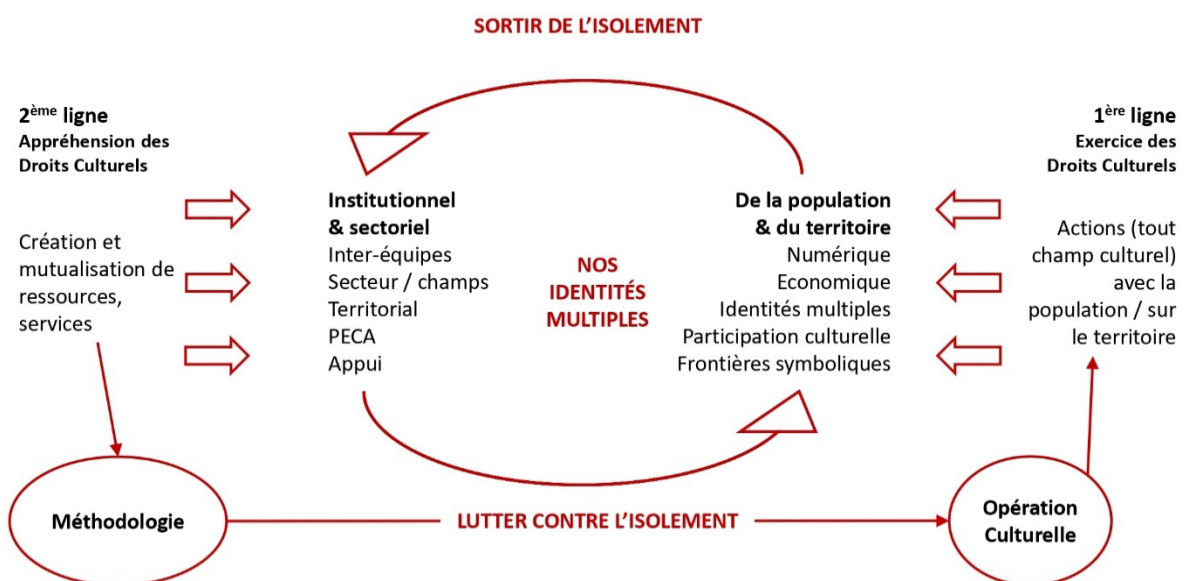 SORTIR DE L'ISOLEMENT
2ème ligne
Appréhension des
Droits Culturels
Création et
mutualisation de
ressources,
services
Institutionnel
& sectoriel
Inter-équipes
Secteur / champs
Territorial
PECA
Appui
NOS
IDENTITÉS
MULTIPLES
De la population
& du territoire
Numérique
Economique
Identités multiples
Participation culturelle
Frontières symboliques
1ère ligne
Exercice des
Droits Culturels
Actions (tout
champ culturel)
avec la
population / sur
le territoire
Méthodologie
LUTTER CONTRE L'ISOLEMENT
Opération
Culturelle